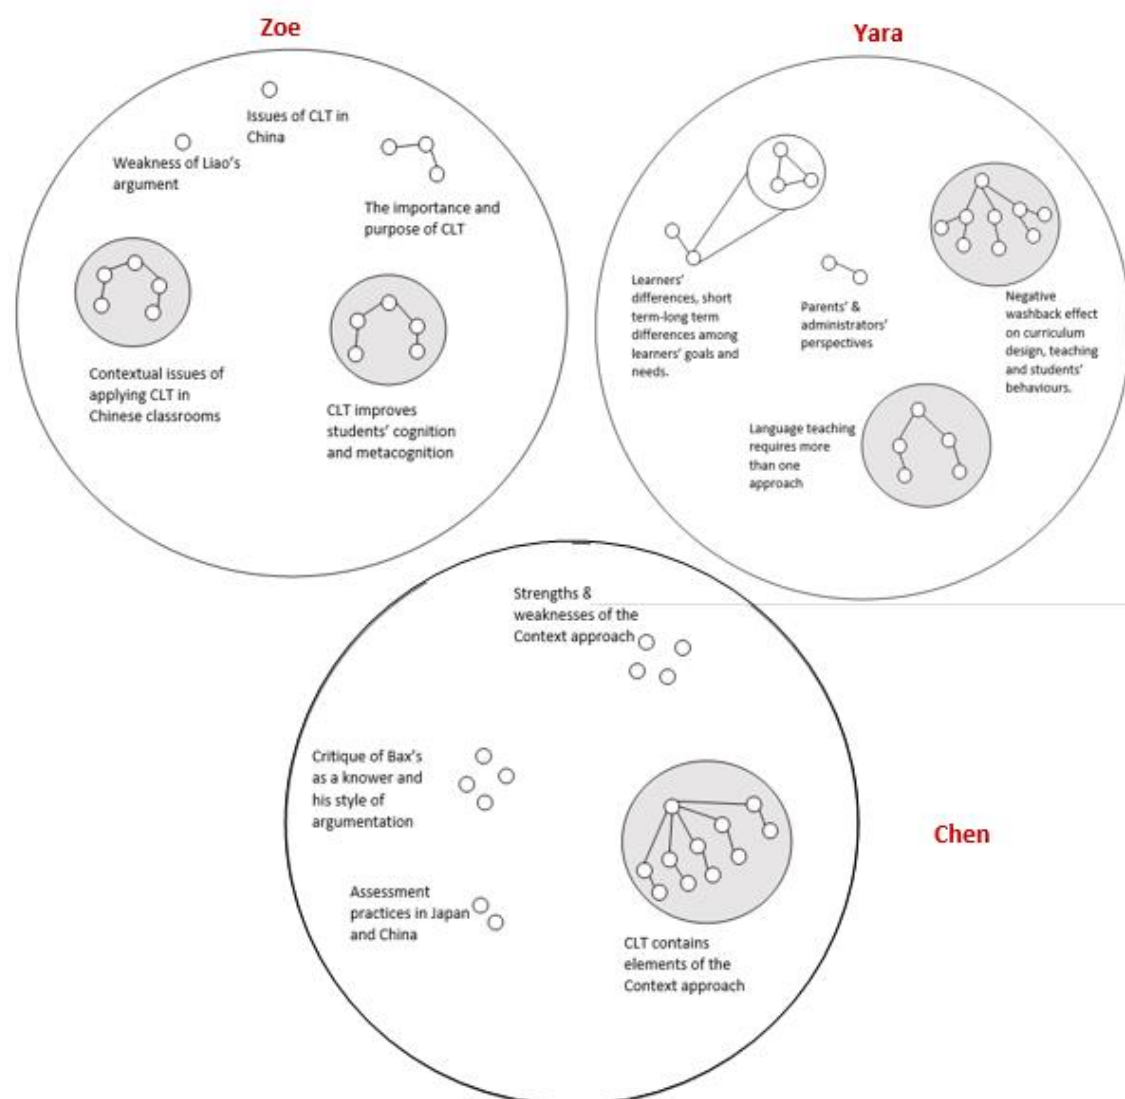 Zoe
Issues of CLT in
China
Weakness of Liao's
argument
The importance and
purpose of CLT
Contextual issues of
applying CLT in
Chinese classrooms
CLT improves
students' cognition
and metacognition
Yara
Learners'
differences, short
term-long term
differences among
learners' goals and
needs.
Parents' &
administrators'
perspectives
Negative
washback effect
on curriculum
design, teaching
and students'
behaviours.
Language teaching
requires more
than one
approach
Strengths &
weaknesses of the
Context approach
Critique of Bax's
as a knower and
his style of
argumentation
Assessment
practices in Japan
and China
CLT contains
elements of the
Context approach
Chen